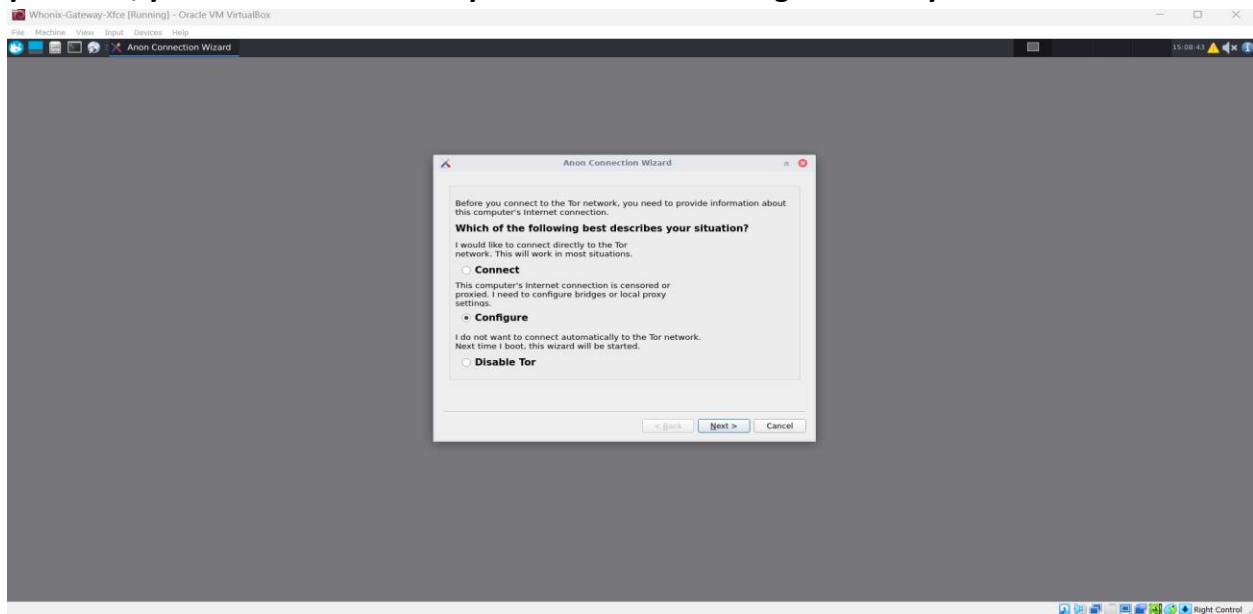 Whonix-Gateway-Xfce [Running] - Oracle VM VirtualBox
File Machine View Input Devices Help
Anon Connection Wizard
15:08:43
Anon Connection Wizard
Before you connect to the Tor network, you need to provide information about
this computer's Internet connection.
Which of the following best describes your situation?
I would like to connect directly to the Tor
network. This will work in most situations.
Connect
This computer's Internet connection is censored or
proxied. I need to configure bridges or local proxy
settings.
Configure
I do not want to connect automatically to the Tor network.
Next time I boot, this wizard will be started.
Disable Tor
< Back Next > Cancel
Right Control